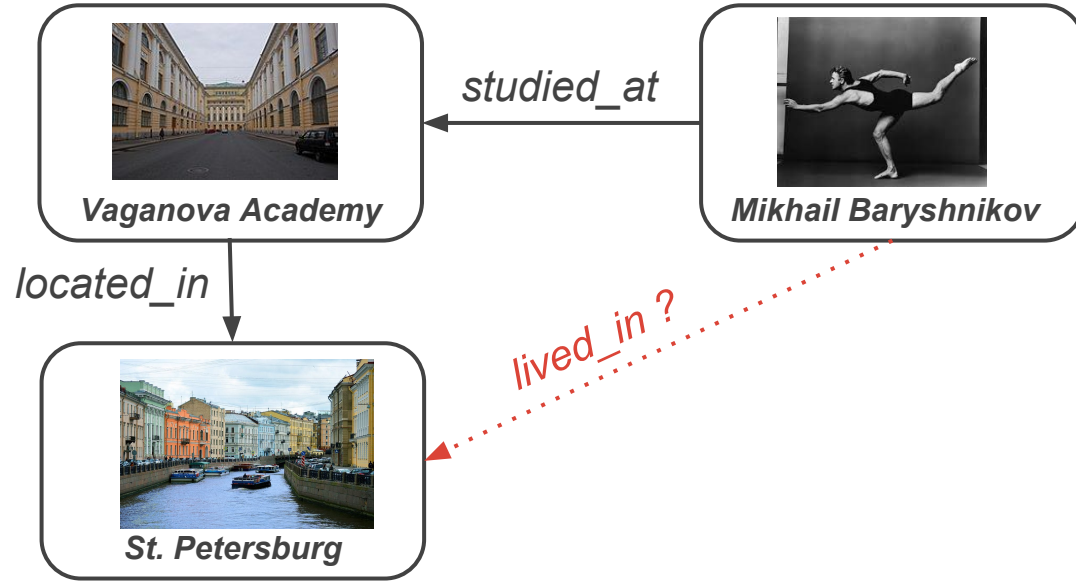 studied_at
Vaganova Academy
Mikhail Baryshnikov
located_in
lived_in ?
St. Petersburg